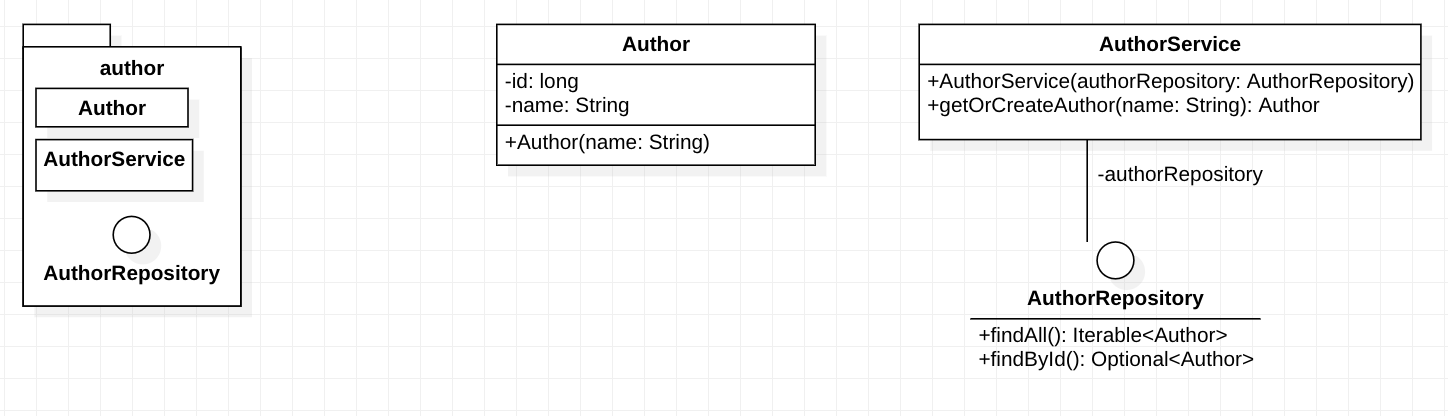 author
Author
AuthorService
AuthorRepository
Author
-id: long
-name: String
+Author(name: String)
AuthorService
+AuthorService(authorRepository: AuthorRepository)
+getOrCreateAuthor(name: String): Author
-authorRepository
AuthorRepository
+findAll(): Iterable<Author>
+findById(): Optional<Author>